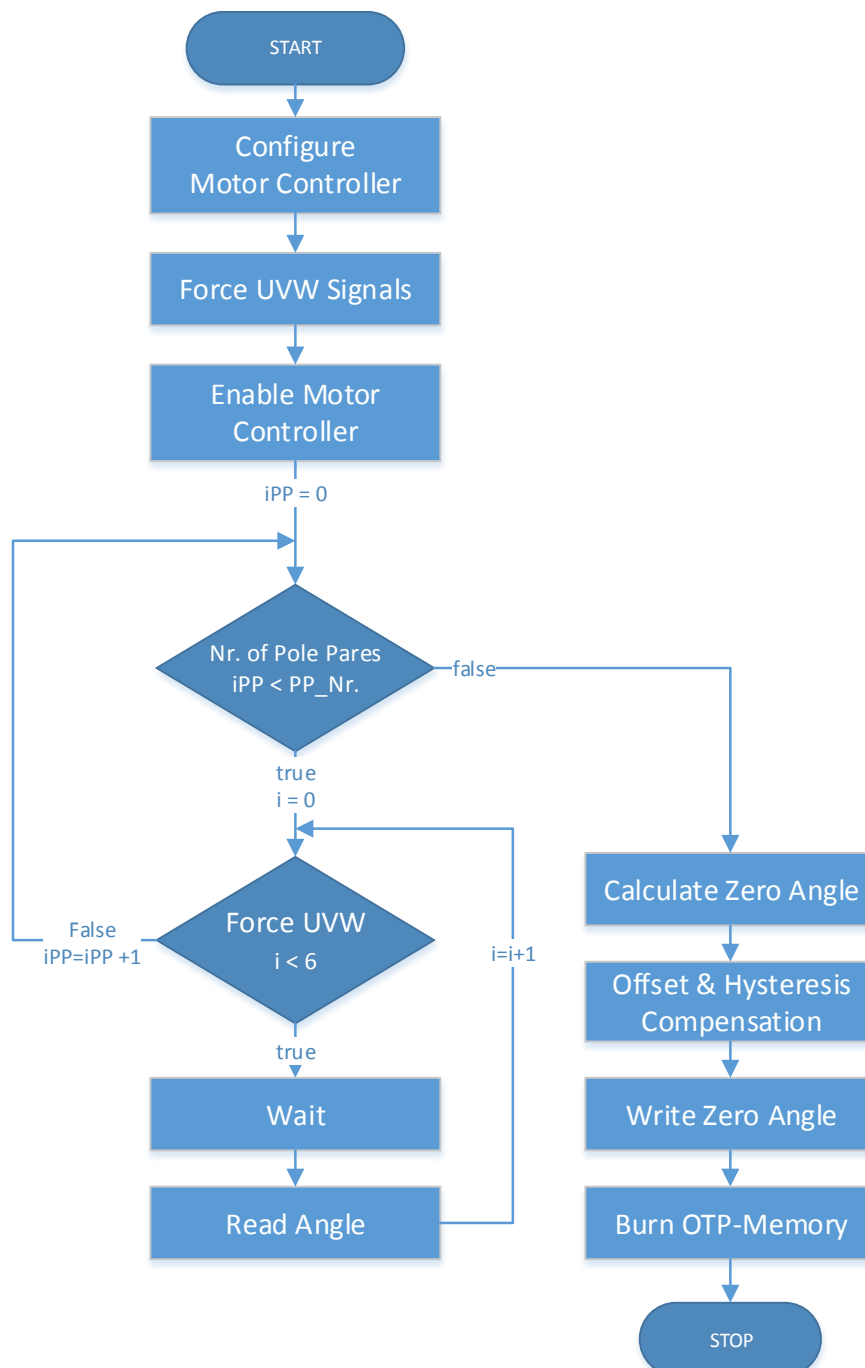 START
Configure
Motor Controller
Force UVW Signals
Enable Motor
Controller
iPP = 0
Nr. of Pole Pares
iPP < PP_Nr.
false
true
i = 0
Force UVW
i < 6
False
iPP=iPP +1
i=i+1
true
Wait
Read Angle
Calculate Zero Angle
Offset & Hysteresis
Compensation
Write Zero Angle
Burn OTP-Memory
STOP